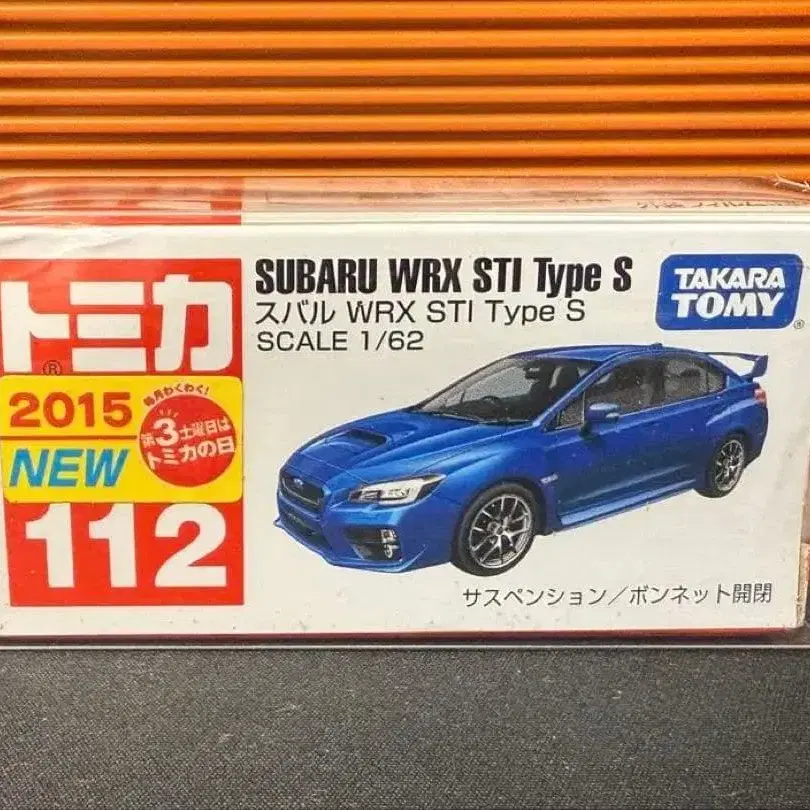 SUBARU WRX STI Type S
スバル WRX STI Type S
SCALE 1/62
TAKARA
TOMY
®
トミカ
®
2015
NEW
毎月わくわく!
第3土曜日は
トミカの日
112
サスペンション/ボンネット開閉